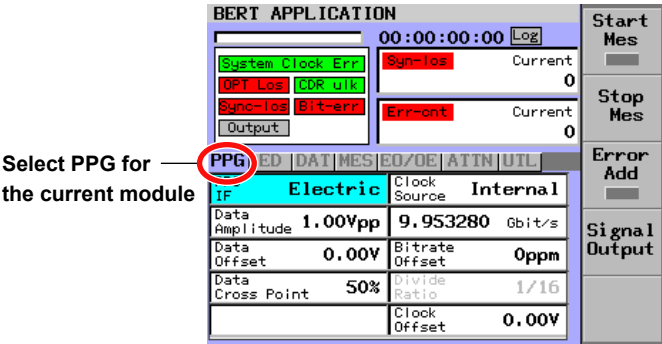 BERT APPLICATION
00:00:00:00 Log
System Clock Err
OPT Los CDR ulk
Sync-los Bit-err
Output
Syn-los Current
0
Err-cnt Current
0
Start
Mes
Stop
Mes
Error
Add
Signal
Output
Select PPG for
the current module
PPG ED DAT MES EO/OE ATTN UTL
IF Electric
Clock
Source Internal
Data
Amplitude 1.00Vpp
9.953280 Gbit/s
Data
Offset 0.00V
Bitrate
Offset 0ppm
Data
Cross Point 50%
Divide
Ratio 1/16
Clock
Offset 0.00V